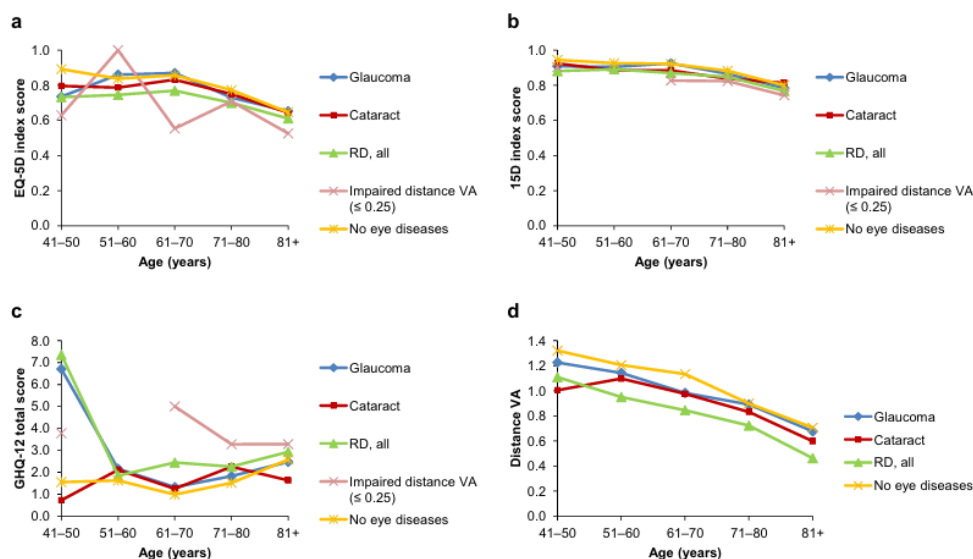 a
1.0
0.8
0.6
0.4
0.2
0.0
EQ-5D index score
41–50 51–60 61–70 71–80 81+
Age (years)
Glaucoma
Cataract
RD, all
Impaired distance VA
(≤ 0.25)
No eye diseases
b
1.0
0.8
0.6
0.4
0.2
0.0
15D index score
41–50 51–60 61–70 71–80 81+
Age (years)
Glaucoma
Cataract
RD, all
Impaired distance VA
(≤ 0.25)
No eye diseases
c
8.0
7.0
6.0
5.0
4.0
3.0
2.0
1.0
0.0
GHQ-12 total score
41–50 51–60 61–70 71–80 81+
Age (years)
Glaucoma
Cataract
RD, all
Impaired distance VA
(≤ 0.25)
No eye diseases
d
1.4
1.2
1.0
0.8
0.6
0.4
0.2
0.0
Distance VA
41–50 51–60 61–70 71–80 81+
Age (years)
Glaucoma
Cataract
RD, all
No eye diseases